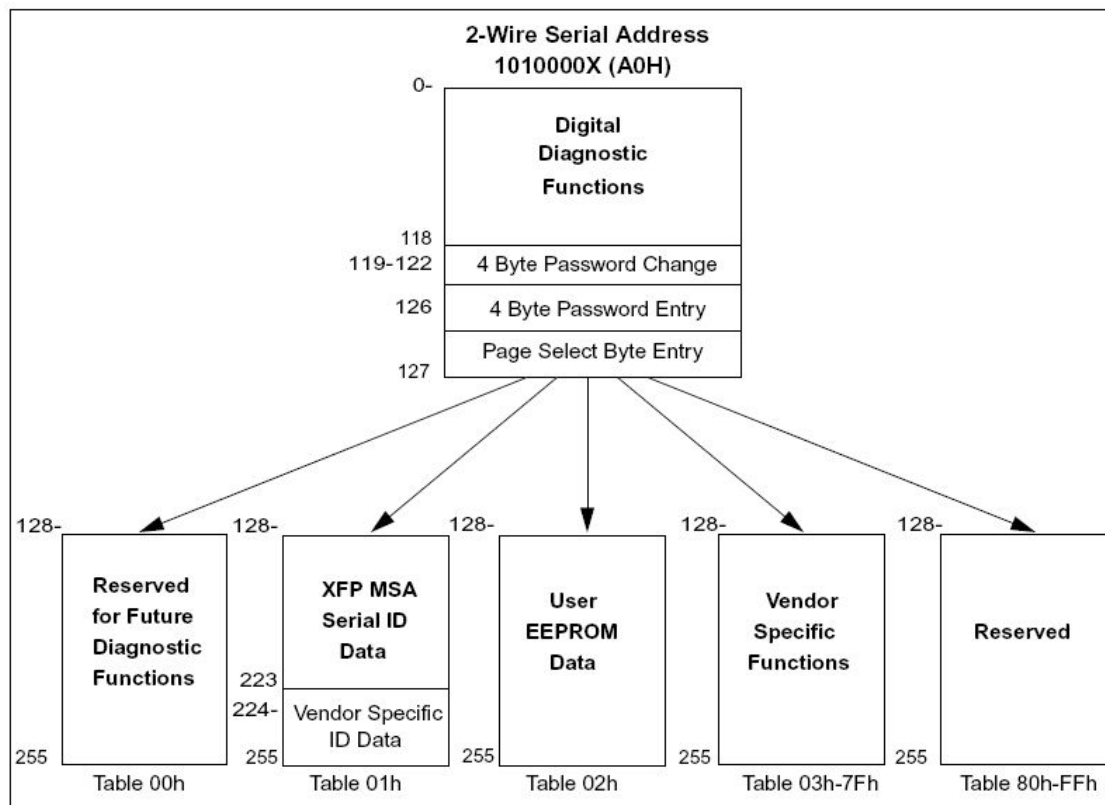 2-Wire Serial Address
1010000X (A0H)
0-
Digital
Diagnostic
Functions
118
119-122
4 Byte Password Change
126
4 Byte Password Entry
Page Select Byte Entry
127
128-
Reserved
for Future
Diagnostic
Functions
255
Table 00h
128-
XFP MSA
Serial ID
Data
223
224-
Vendor Specific
ID Data
255
Table 01h
128-
User
EEPROM
Data
255
Table 02h
128-
Vendor
Specific
Functions
255
Table 03h-7Fh
128-
Reserved
255
Table 80h-FFh